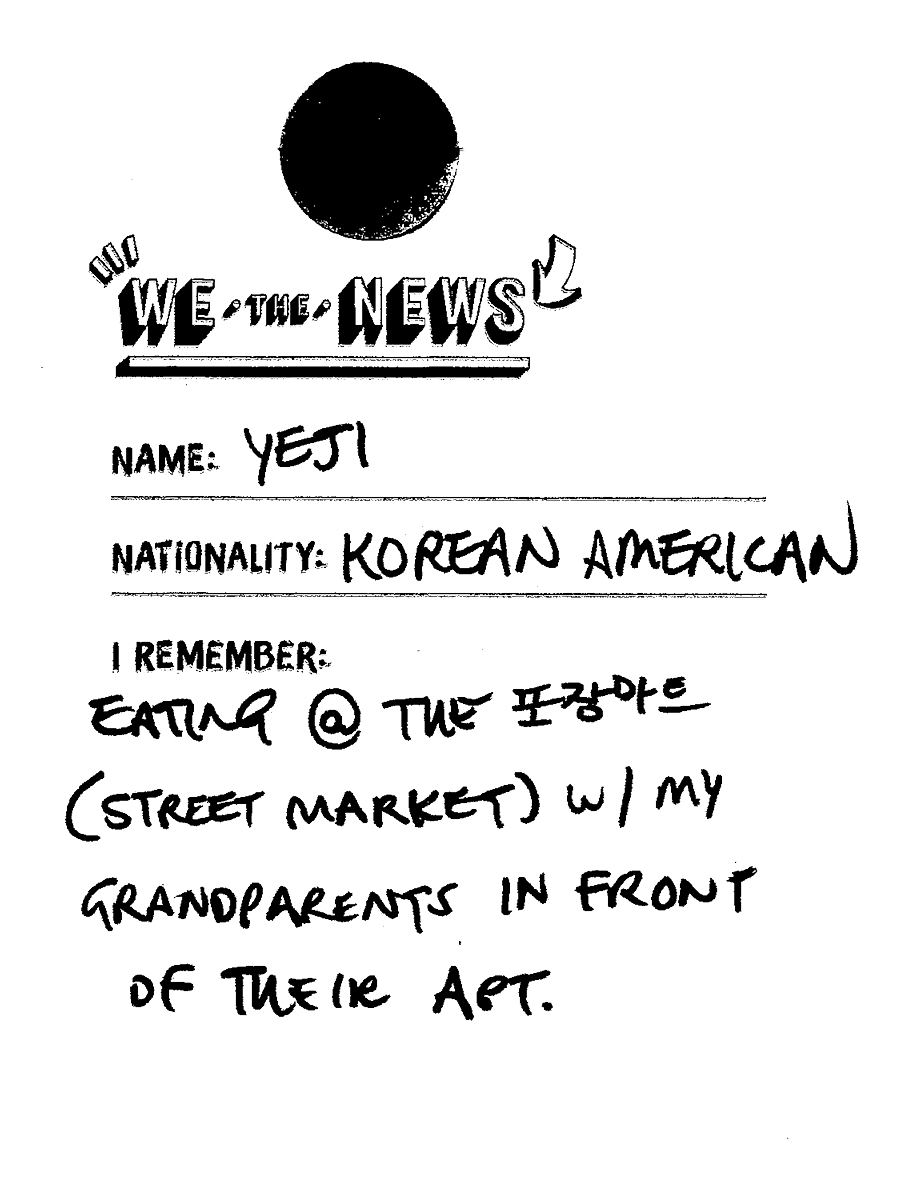 WE THE NEWS
NAME: YEJI
NATIONALITY: KOREAN AMERICAN
I REMEMBER:
EATING @ THE 포장마트
(STREET MARKET) W/ MY
GRANDPARENTS IN FRONT
OF THEIR APT.